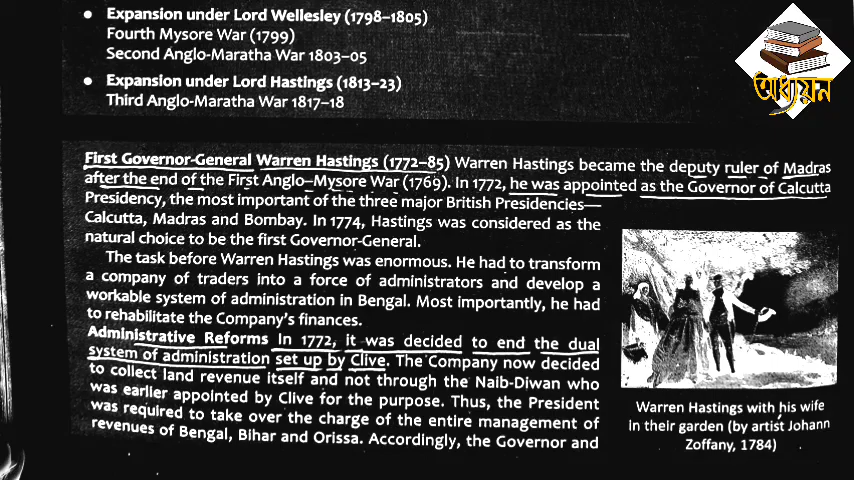 • Expansion under Lord Wellesley (1798–1805)
Fourth Mysore War (1799)
Second Anglo-Maratha War 1803–05
• Expansion under Lord Hastings (1813–23)
Third Anglo-Maratha War 1817–18
অধ্যয়ন
First Governor-General Warren Hastings (1772–85) Warren Hastings became the deputy ruler of Madras
after the end of the First Anglo–Mysore War (1769). In 1772, he was appointed as the Governor of Calcutta
Presidency, the most important of the three major British Presidencies—
Calcutta, Madras and Bombay. In 1774, Hastings was considered as the
natural choice to be the first Governor-General.
The task before Warren Hastings was enormous. He had to transform
a company of traders into a force of administrators and develop a
workable system of administration in Bengal. Most importantly, he had
to rehabilitate the Company's finances.
Administrative Reforms In 1772, it was decided to end the dual
system of administration set up by Clive. The Company now decided
to collect land revenue itself and not through the Naib-Diwan who
was earlier appointed by Clive for the purpose. Thus, the President
was required to take over the charge of the entire management of
revenues of Bengal, Bihar and Orissa. Accordingly, the Governor and
Warren Hastings with his wife
in their garden (by artist Johann
Zoffany, 1784)